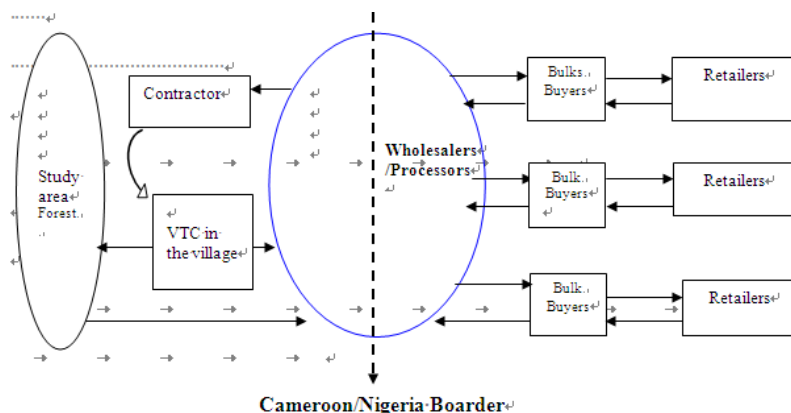 Contractor
Study
area
Forest.
VTC in
the village
Wholesalers
/Processors
Bulks.
Buyers
Retailers
Bulk.
Buyers
Retailers
Bulk.
Buyers
Retailers
Cameroon/Nigeria Boarder